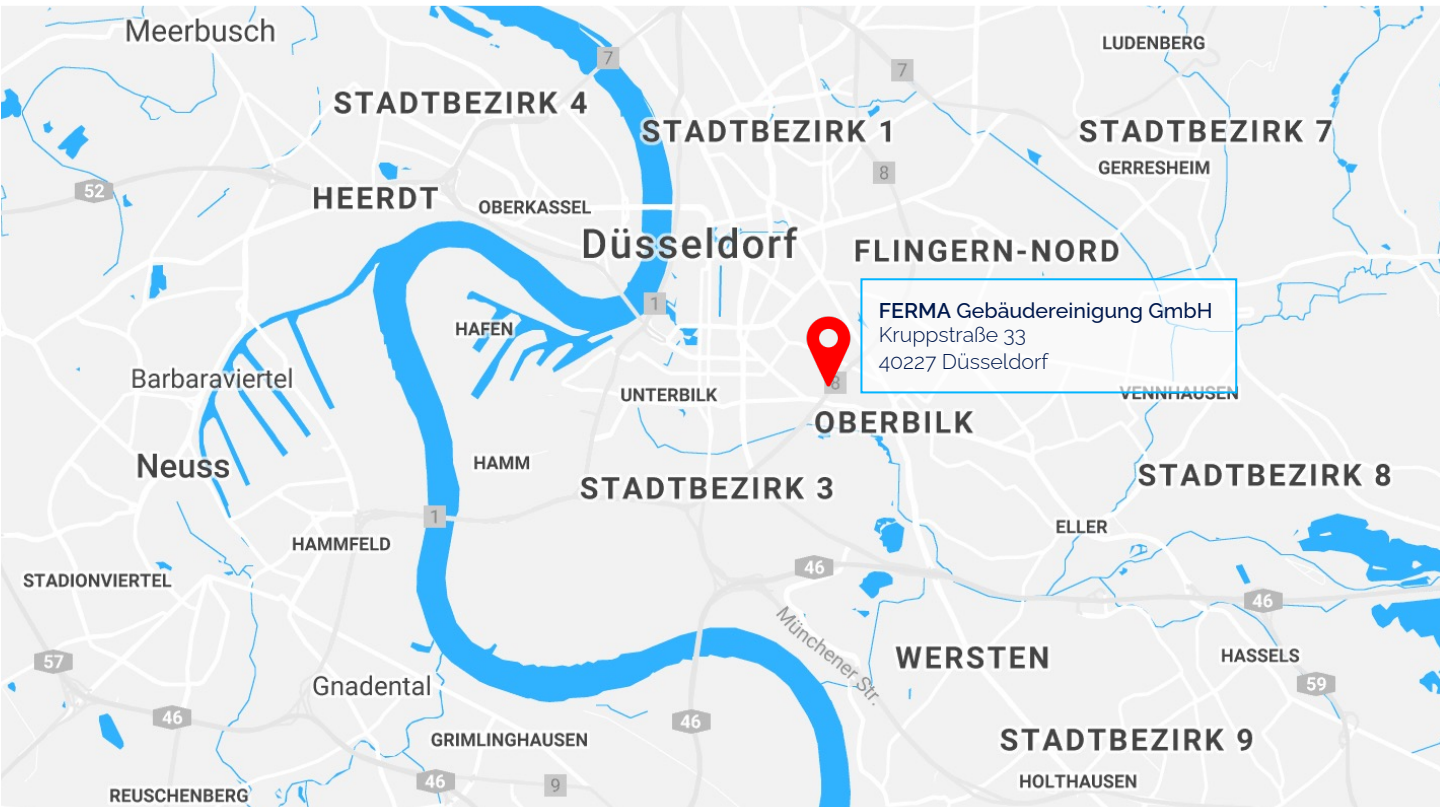 Meerbusch
LUDENBERG
7
7
STADTBEZIRK 4
STADTBEZIRK 1
STADTBEZIRK 7
GERRESHEIM
8
52
HEERDT
OBERKASSEL
Düsseldorf
FLINGERN-NORD
1
FERMA Gebäudereinigung GmbH
Kruppstraße 33
40227 Düsseldorf
HAFEN
Barbaraviertel
8
UNTERBILK
VENNHAUSEN
OBERBILK
Neuss
HAMM
STADTBEZIRK 3
STADTBEZIRK 8
1
ELLER
HAMMFELD
46
STADIONVIERTEL
46
Münchener Str.
WERSTEN
HASSELS
57
Gnadental
59
46
46
GRIMLINGHAUSEN
STADTBEZIRK 9
46
9
HOLTHAUSEN
REUSCHENBERG